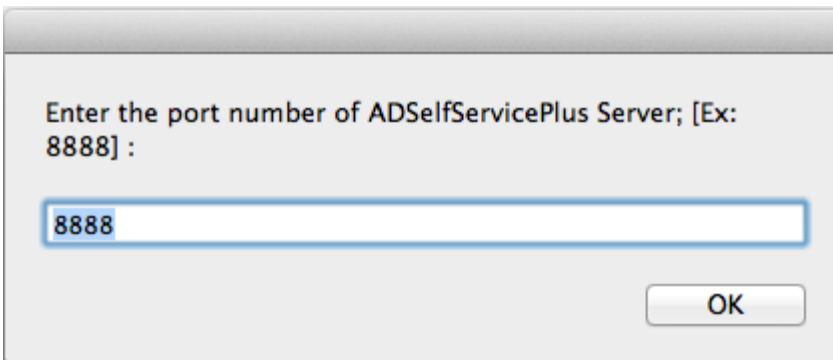 Enter the port number of ADSelfServicePlus Server; [Ex:
8888] :
8888
OK